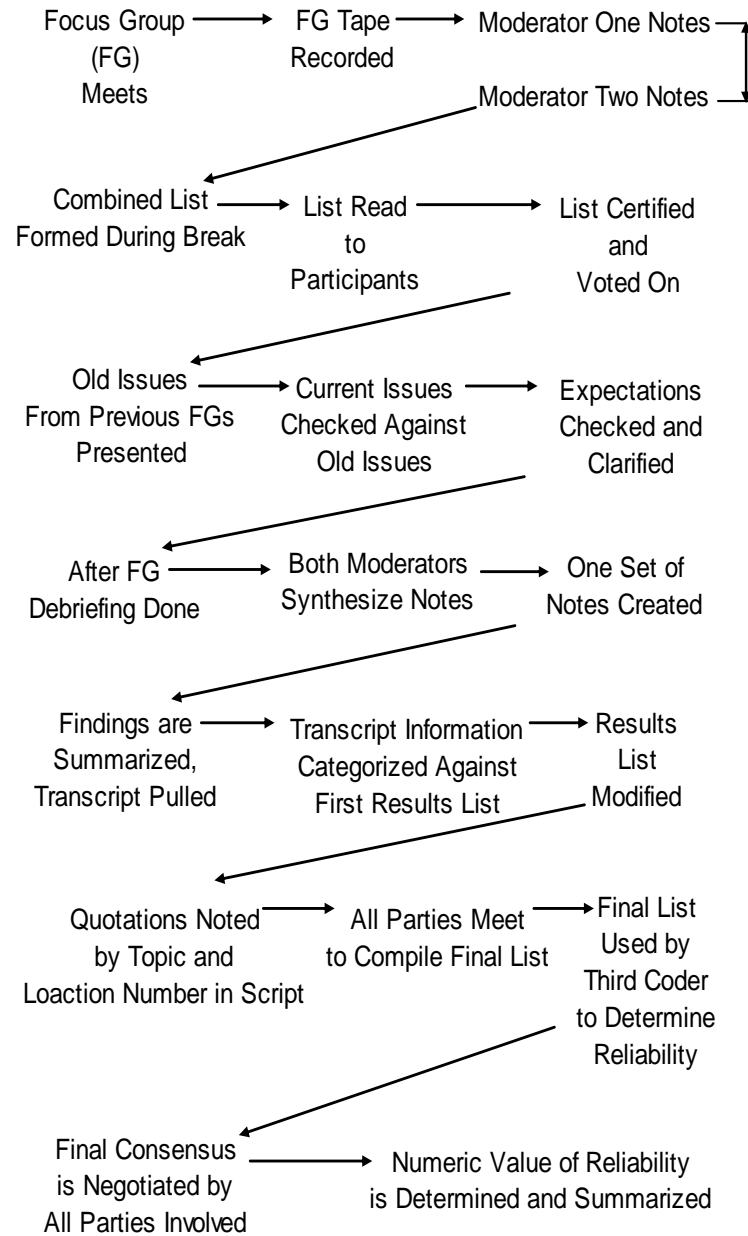 Focus Group
(FG)
Meets
FG Tape
Recorded
Moderator One Notes
Moderator Two Notes
Combined List
Formed During Break
List Read
to
Participants
List Certified
and
Voted On
Old Issues
From Previous FGs
Presented
Current Issues
Checked Against
Old Issues
Expectations
Checked and
Clarified
After FG
Debriefing Done
Both Moderators
Synthesize Notes
One Set of
Notes Created
Findings are
Summarized,
Transcript Pulled
Transcript Information
Categorized Against
First Results List
Results
List
Modified
Quotations Noted
by Topic and
Loaction Number in Script
All Parties Meet
to Compile Final List
Final List
Used by
Third Coder
to Determine
Reliability
Final Consensus
is Negotiated by
All Parties Involved
Numeric Value of Reliability
is Determined and Summarized